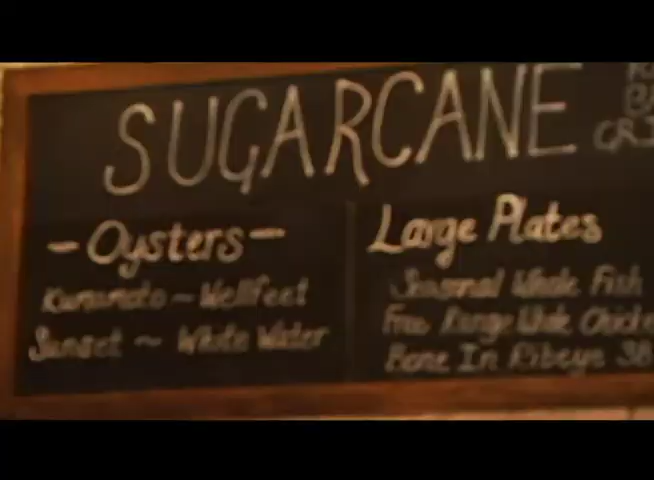 SUGARCANE
- Oysters -
Kumamoto ~ Wellfleet
Sunset ~ White Water
Large Plates
Seasonal Whole Fish
Free Range Whole
Bone In Ribeye 38